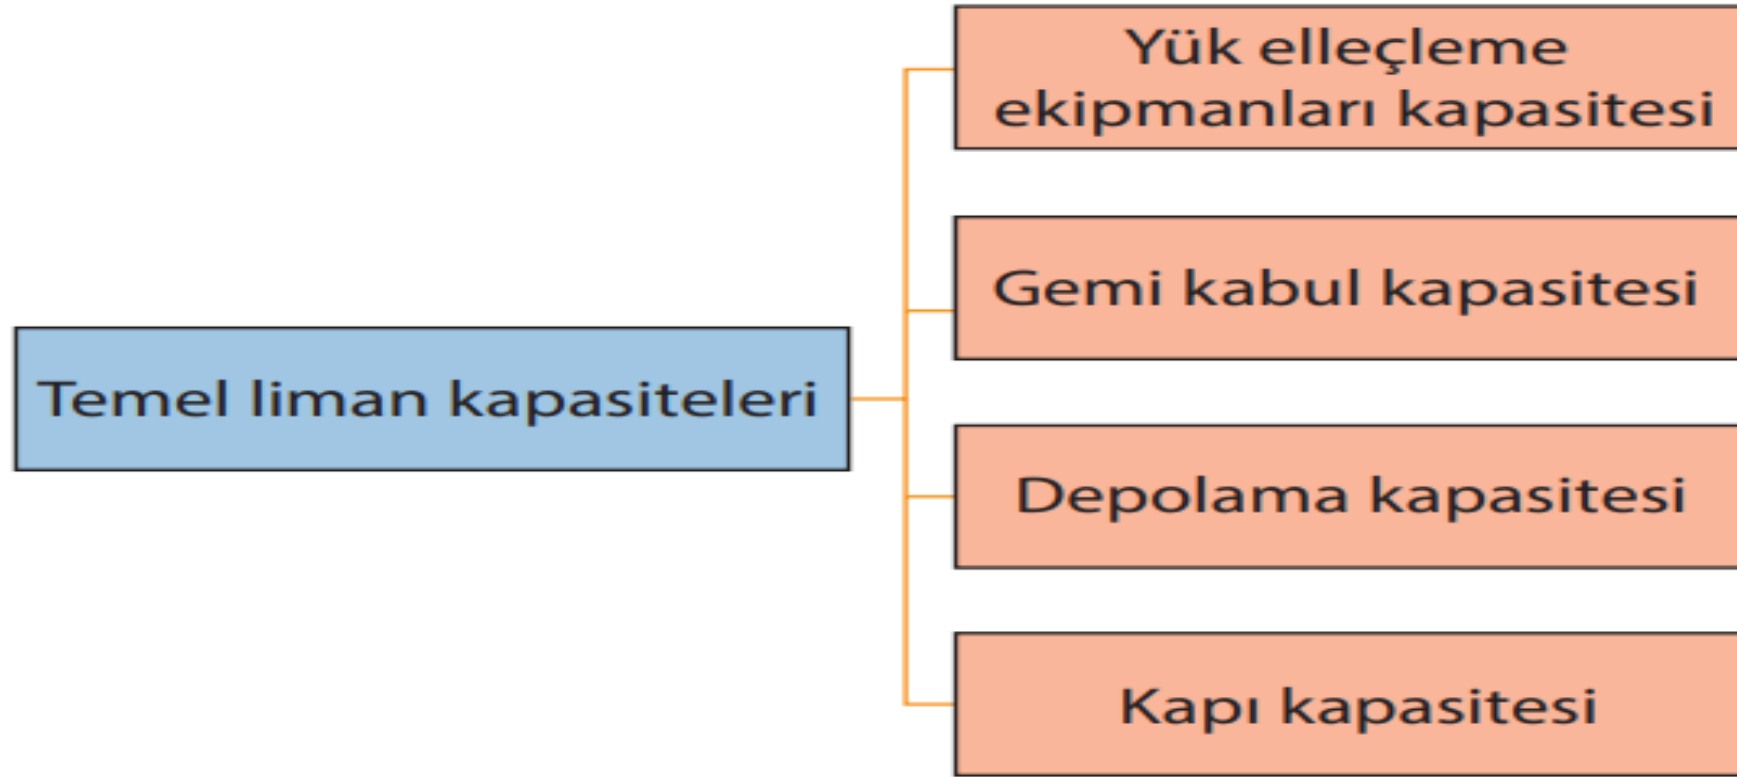 Temel liman kapasiteleri
Yük elleçleme
ekipmanları kapasitesi
Gemi kabul kapasitesi
Depolama kapasitesi
Kapı kapasitesi